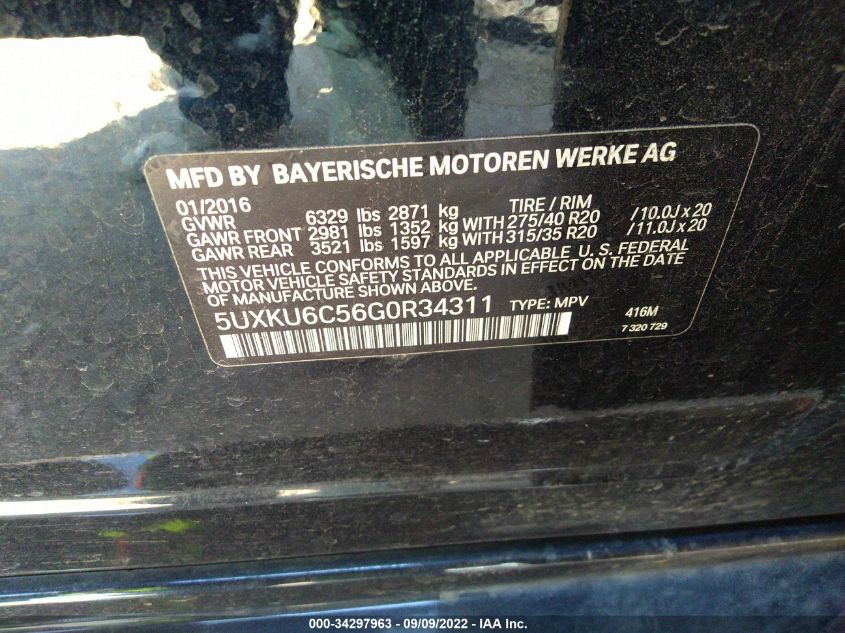 MFD BY BAYERISCHE MOTOREN WERKE AG
01/2016 TIRE / RIM
GVWR 6329 lbs 2871 kg
GAWR FRONT 2981 lbs 1352 kg WITH 275/40 R20 /10.0J x 20
GAWR REAR 3521 lbs 1597 kg WITH 315/35 R20 /11.0J x 20
THIS VEHICLE CONFORMS TO ALL APPLICABLE U. S. FEDERAL
MOTOR VEHICLE SAFETY STANDARDS IN EFFECT ON THE DATE
OF MANUFACTURE SHOWN ABOVE.
5UXKU6C56G0R34311 TYPE: MPV 416M
7 320 729
000-34297963 - 09/09/2022 - IAA Inc.